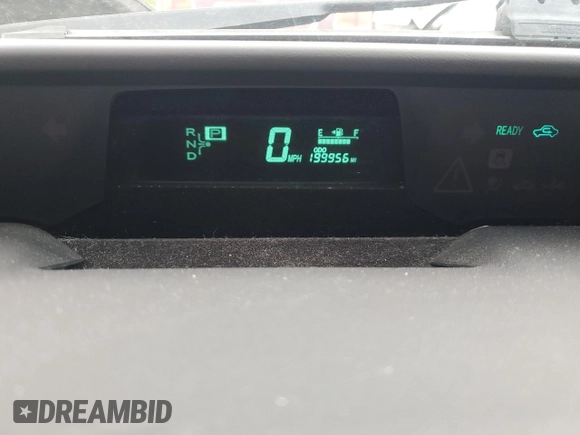 R P
N
D
0 MPH
E F
ODO
199956 MI
READY
DREAMBID